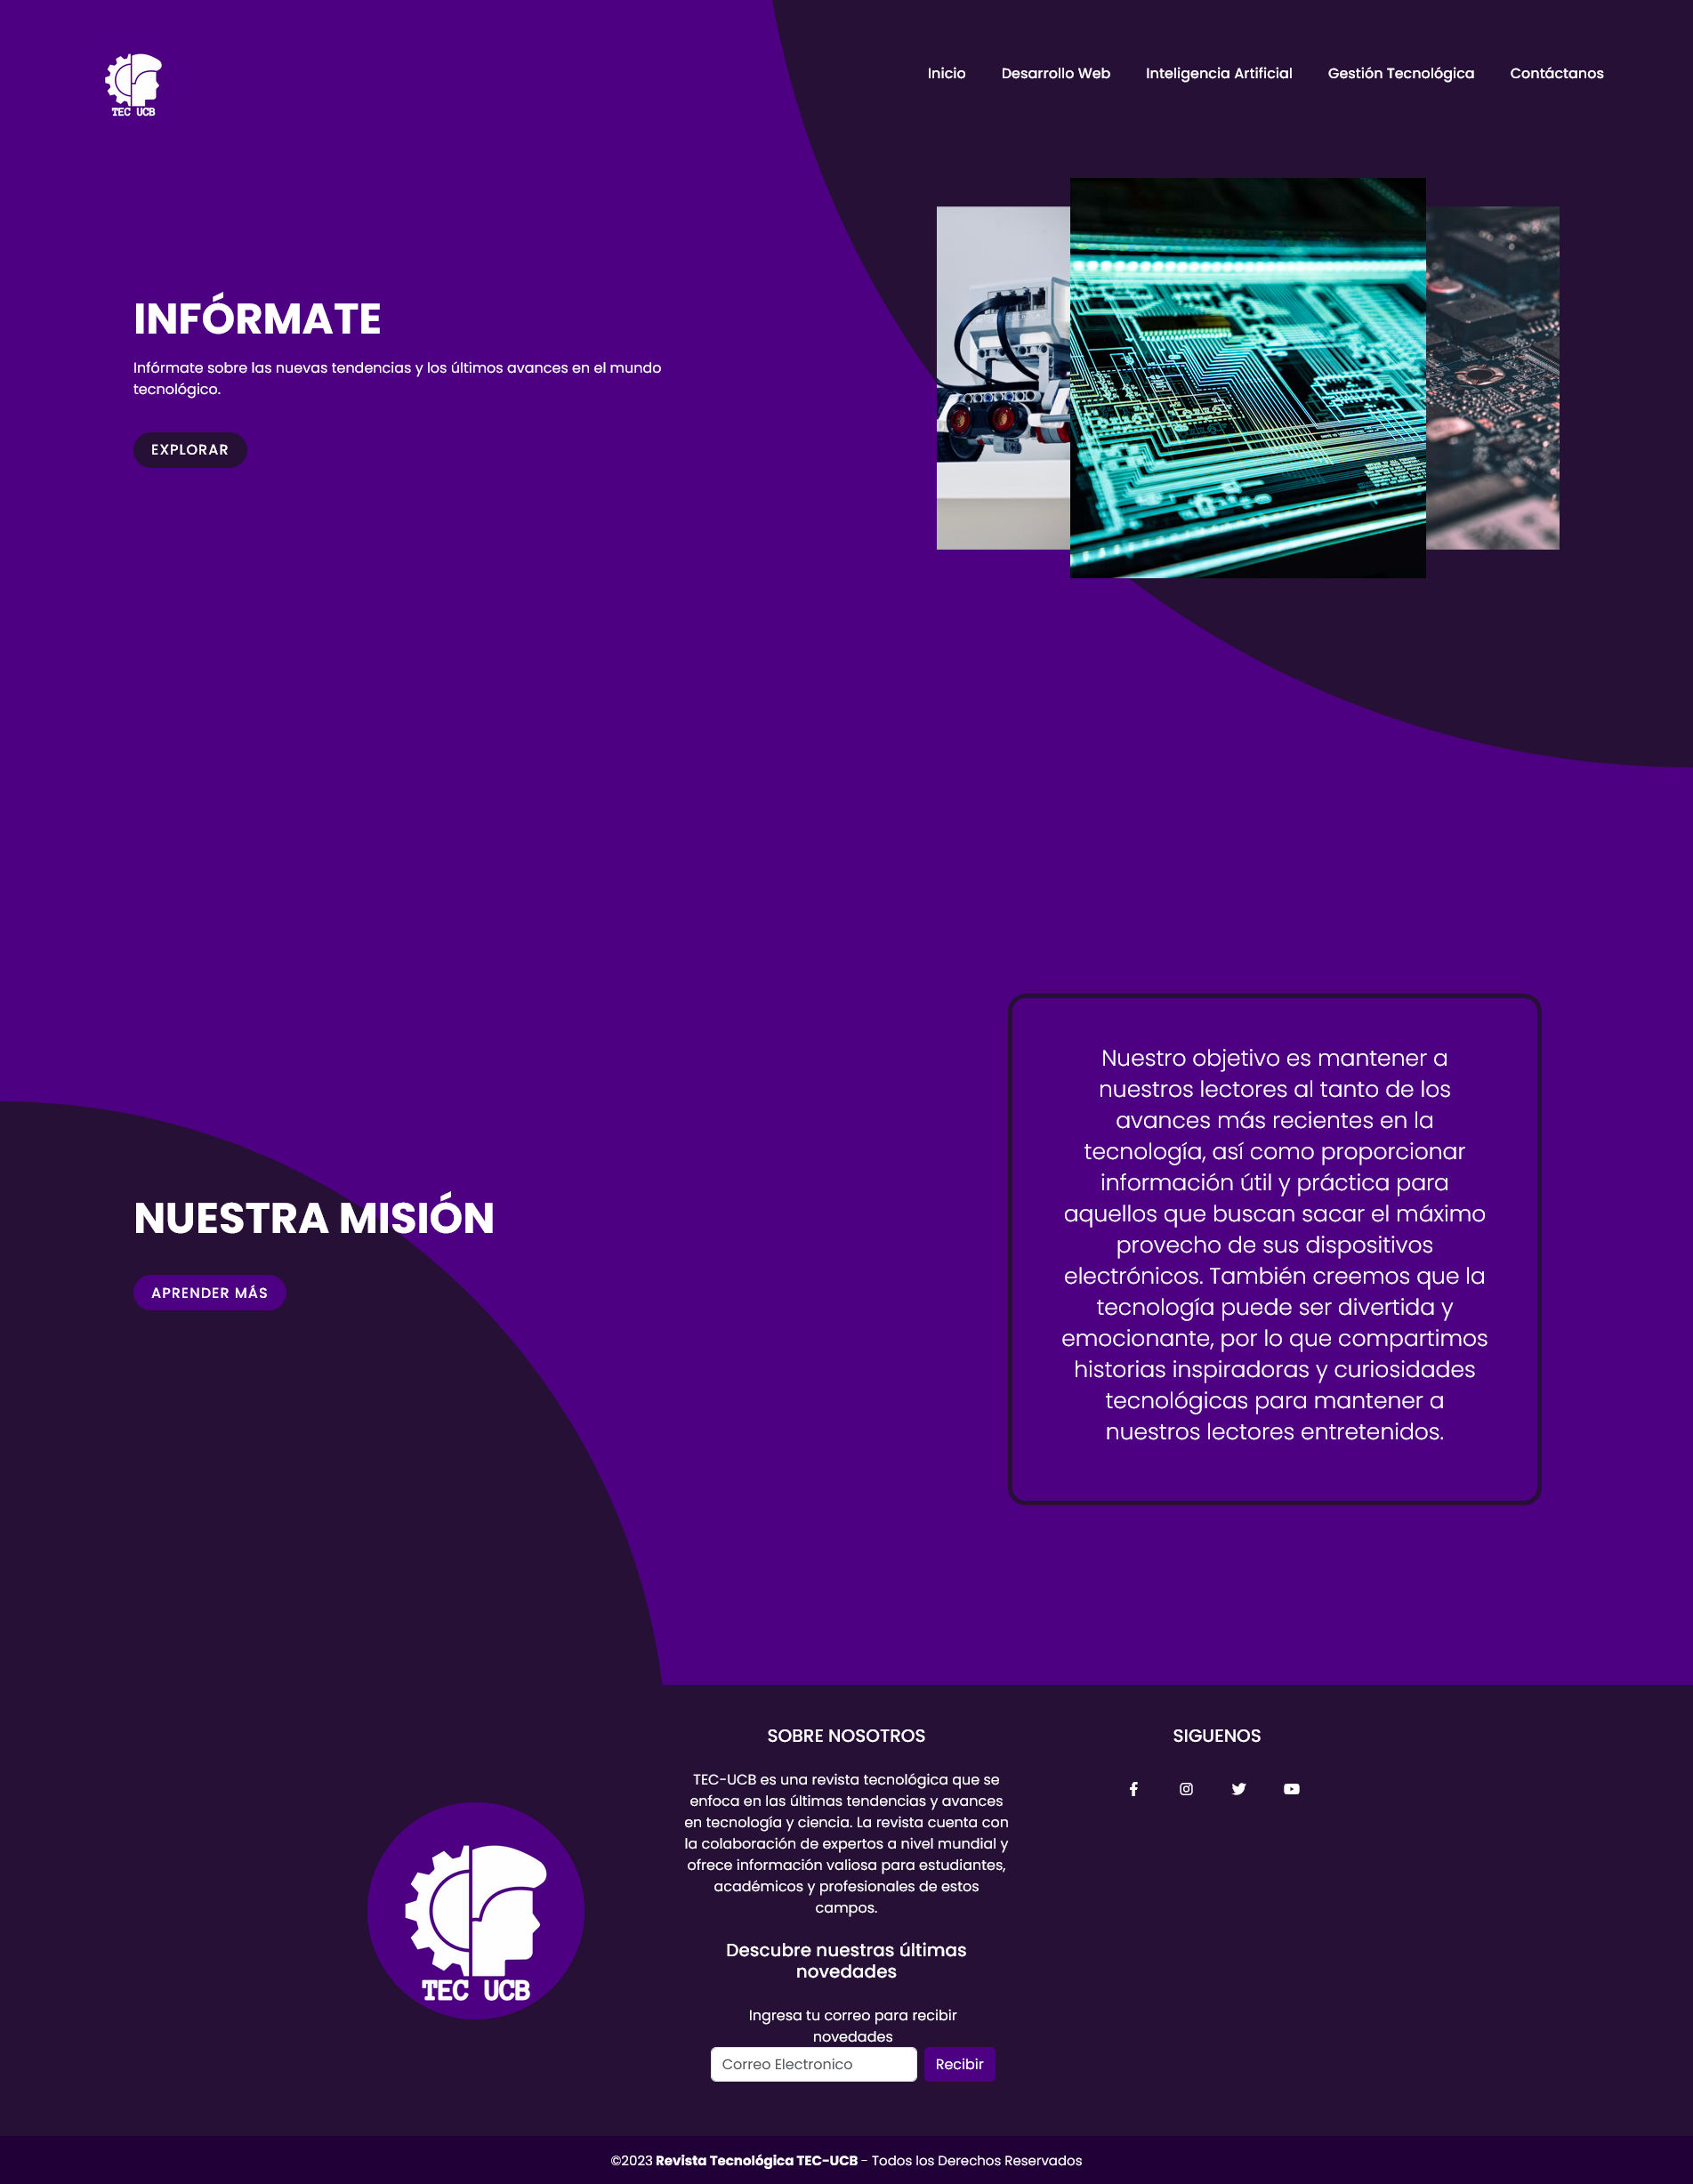 TEC UCB
Inicio Desarrollo Web Inteligencia Artificial Gestión Tecnológica Contáctanos
INFÓRMATE
Infórmate sobre las nuevas tendencias y los últimos avances en el mundo
tecnológico.
EXPLORAR
Nuestro objetivo es mantener a
nuestros lectores al tanto de los
avances más recientes en la
tecnología, así como proporcionar
información útil y práctica para
aquellos que buscan sacar el máximo
provecho de sus dispositivos
electrónicos. También creemos que la
tecnología puede ser divertida y
emocionante, por lo que compartimos
historias inspiradoras y curiosidades
tecnológicas para mantener a
nuestros lectores entretenidos.
NUESTRA MISIÓN
APRENDER MÁS
TEC UCB
SOBRE NOSOTROS
TEC-UCB es una revista tecnológica que se
enfoca en las últimas tendencias y avances
en tecnología y ciencia. La revista cuenta con
la colaboración de expertos a nivel mundial y
ofrece información valiosa para estudiantes,
académicos y profesionales de estos
campos.
Descubre nuestras últimas
novedades
Ingresa tu correo para recibir
novedades
Correo Electronico Recibir
SIGUENOS
©2023 Revista Tecnológica TEC-UCB - Todos los Derechos Reservados